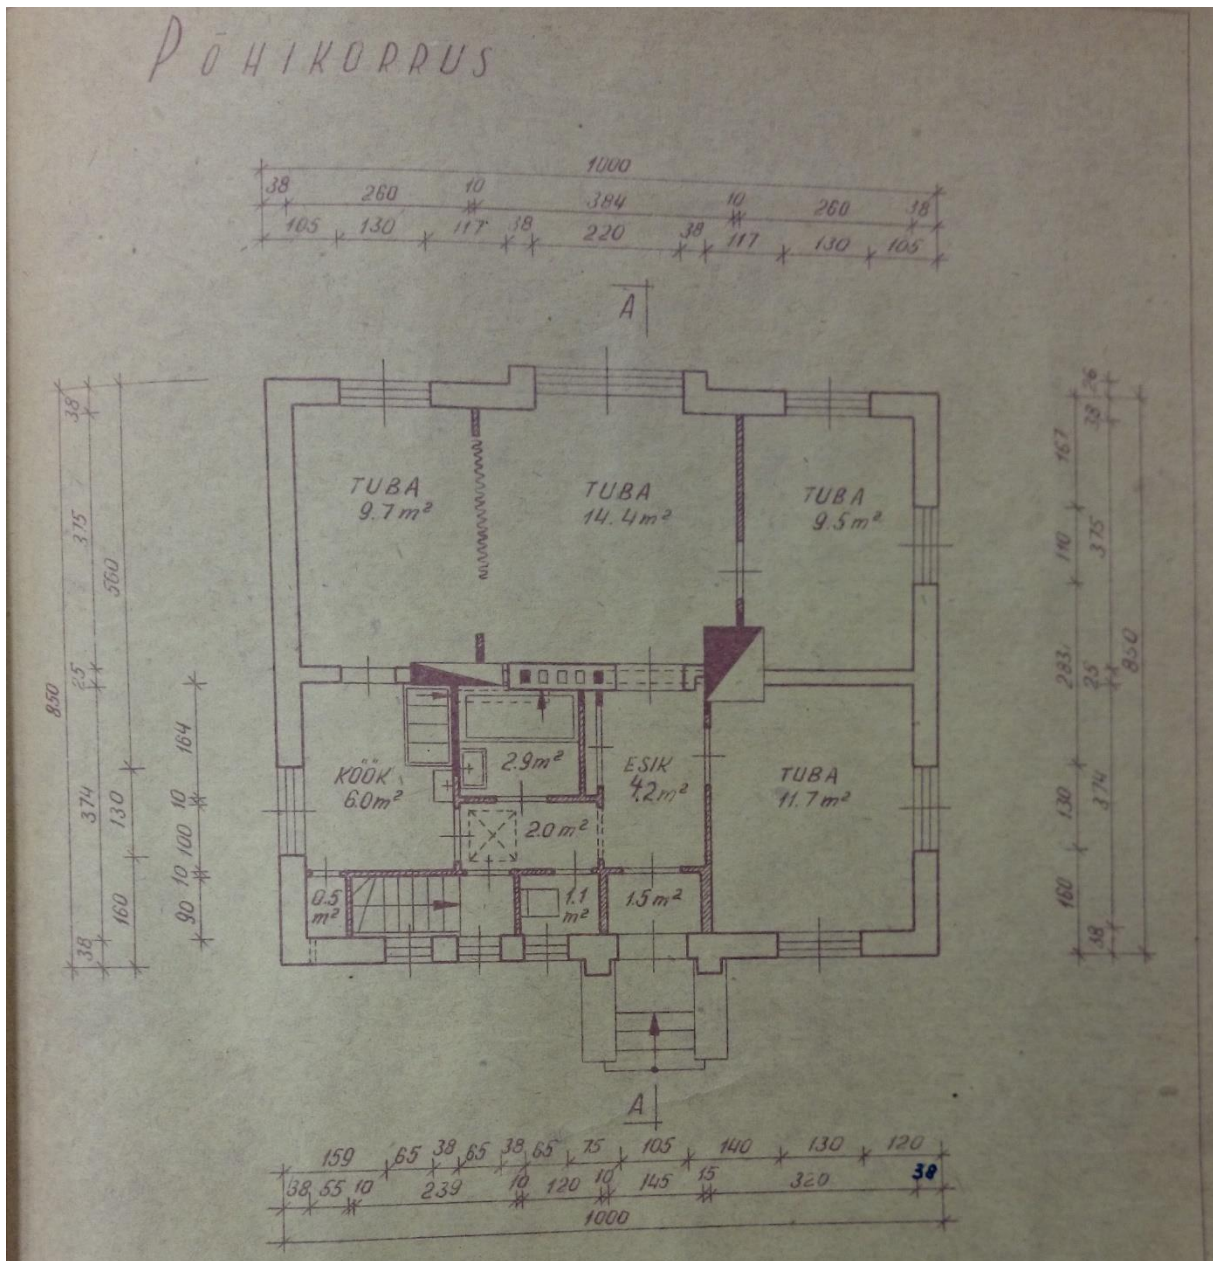 PÕHIKORRUS
1000
38 260 10 384 10 260 38
105 130 117 38 220 38 117 130 105
A
TUBA
9.7 m²
TUBA
14.4 m²
TUBA
9.5 m²
KÖÖK
6.0 m²
2.9 m²
ESIK
4.2 m²
TUBA
11.7 m²
2.0 m²
0.5
m²
1.1
m²
1.5 m²
A
850
38 375 25 374 38
560 130 160
164 10 100 10 90
167 110 283 130 160
26 38 375 25 374 38
850
159 65 38 65 38 65 75 105 140 130 120
38 55 10 239 10 120 10 145 15 320 38
1000